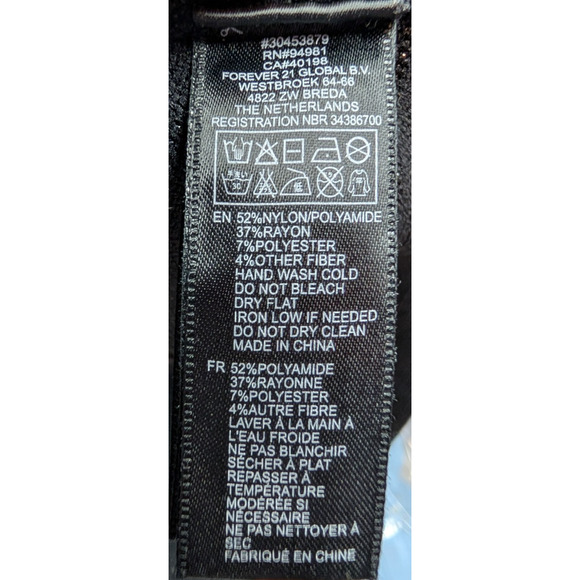 #30453879
RN#94981
CA#40198
FOREVER 21 GLOBAL B.V.
WESTBROEK 64-66
4822 ZW BREDA
THE NETHERLANDS
REGISTRATION NBR 34386700
EN 52%NYLON/POLYAMIDE
37%RAYON
7%POLYESTER
4%OTHER FIBER
HAND WASH COLD
DO NOT BLEACH
DRY FLAT
IRON LOW IF NEEDED
DO NOT DRY CLEAN
MADE IN CHINA
FR 52%POLYAMIDE
37%RAYONNE
7%POLYESTER
4%AUTRE FIBRE
LAVER À LA MAIN À
L'EAU FROIDE
NE PAS BLANCHIR
SÉCHER À PLAT
REPASSER À
TEMPÉRATURE
MODÉRÉE SI
NÉCESSAIRE
NE PAS NETTOYER À
SEC
FABRIQUÉ EN CHINE